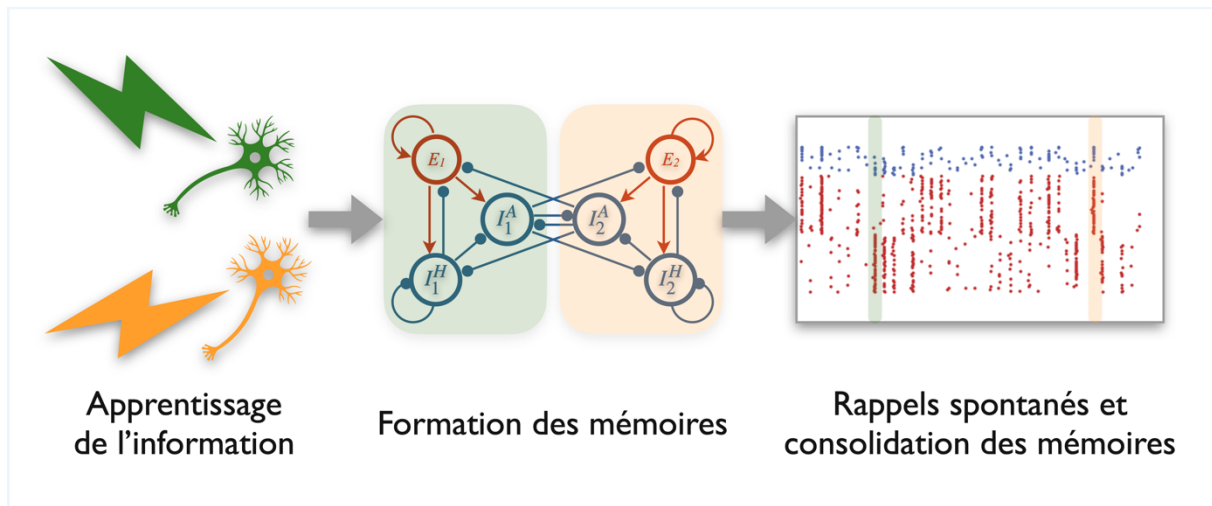 E₁
E₂
I₁ᴬ
I₂ᴬ
I₁ᴴ
I₂ᴴ
Apprentissage
de l’information
Formation des mémoires
Rappels spontanés et
consolidation des mémoires